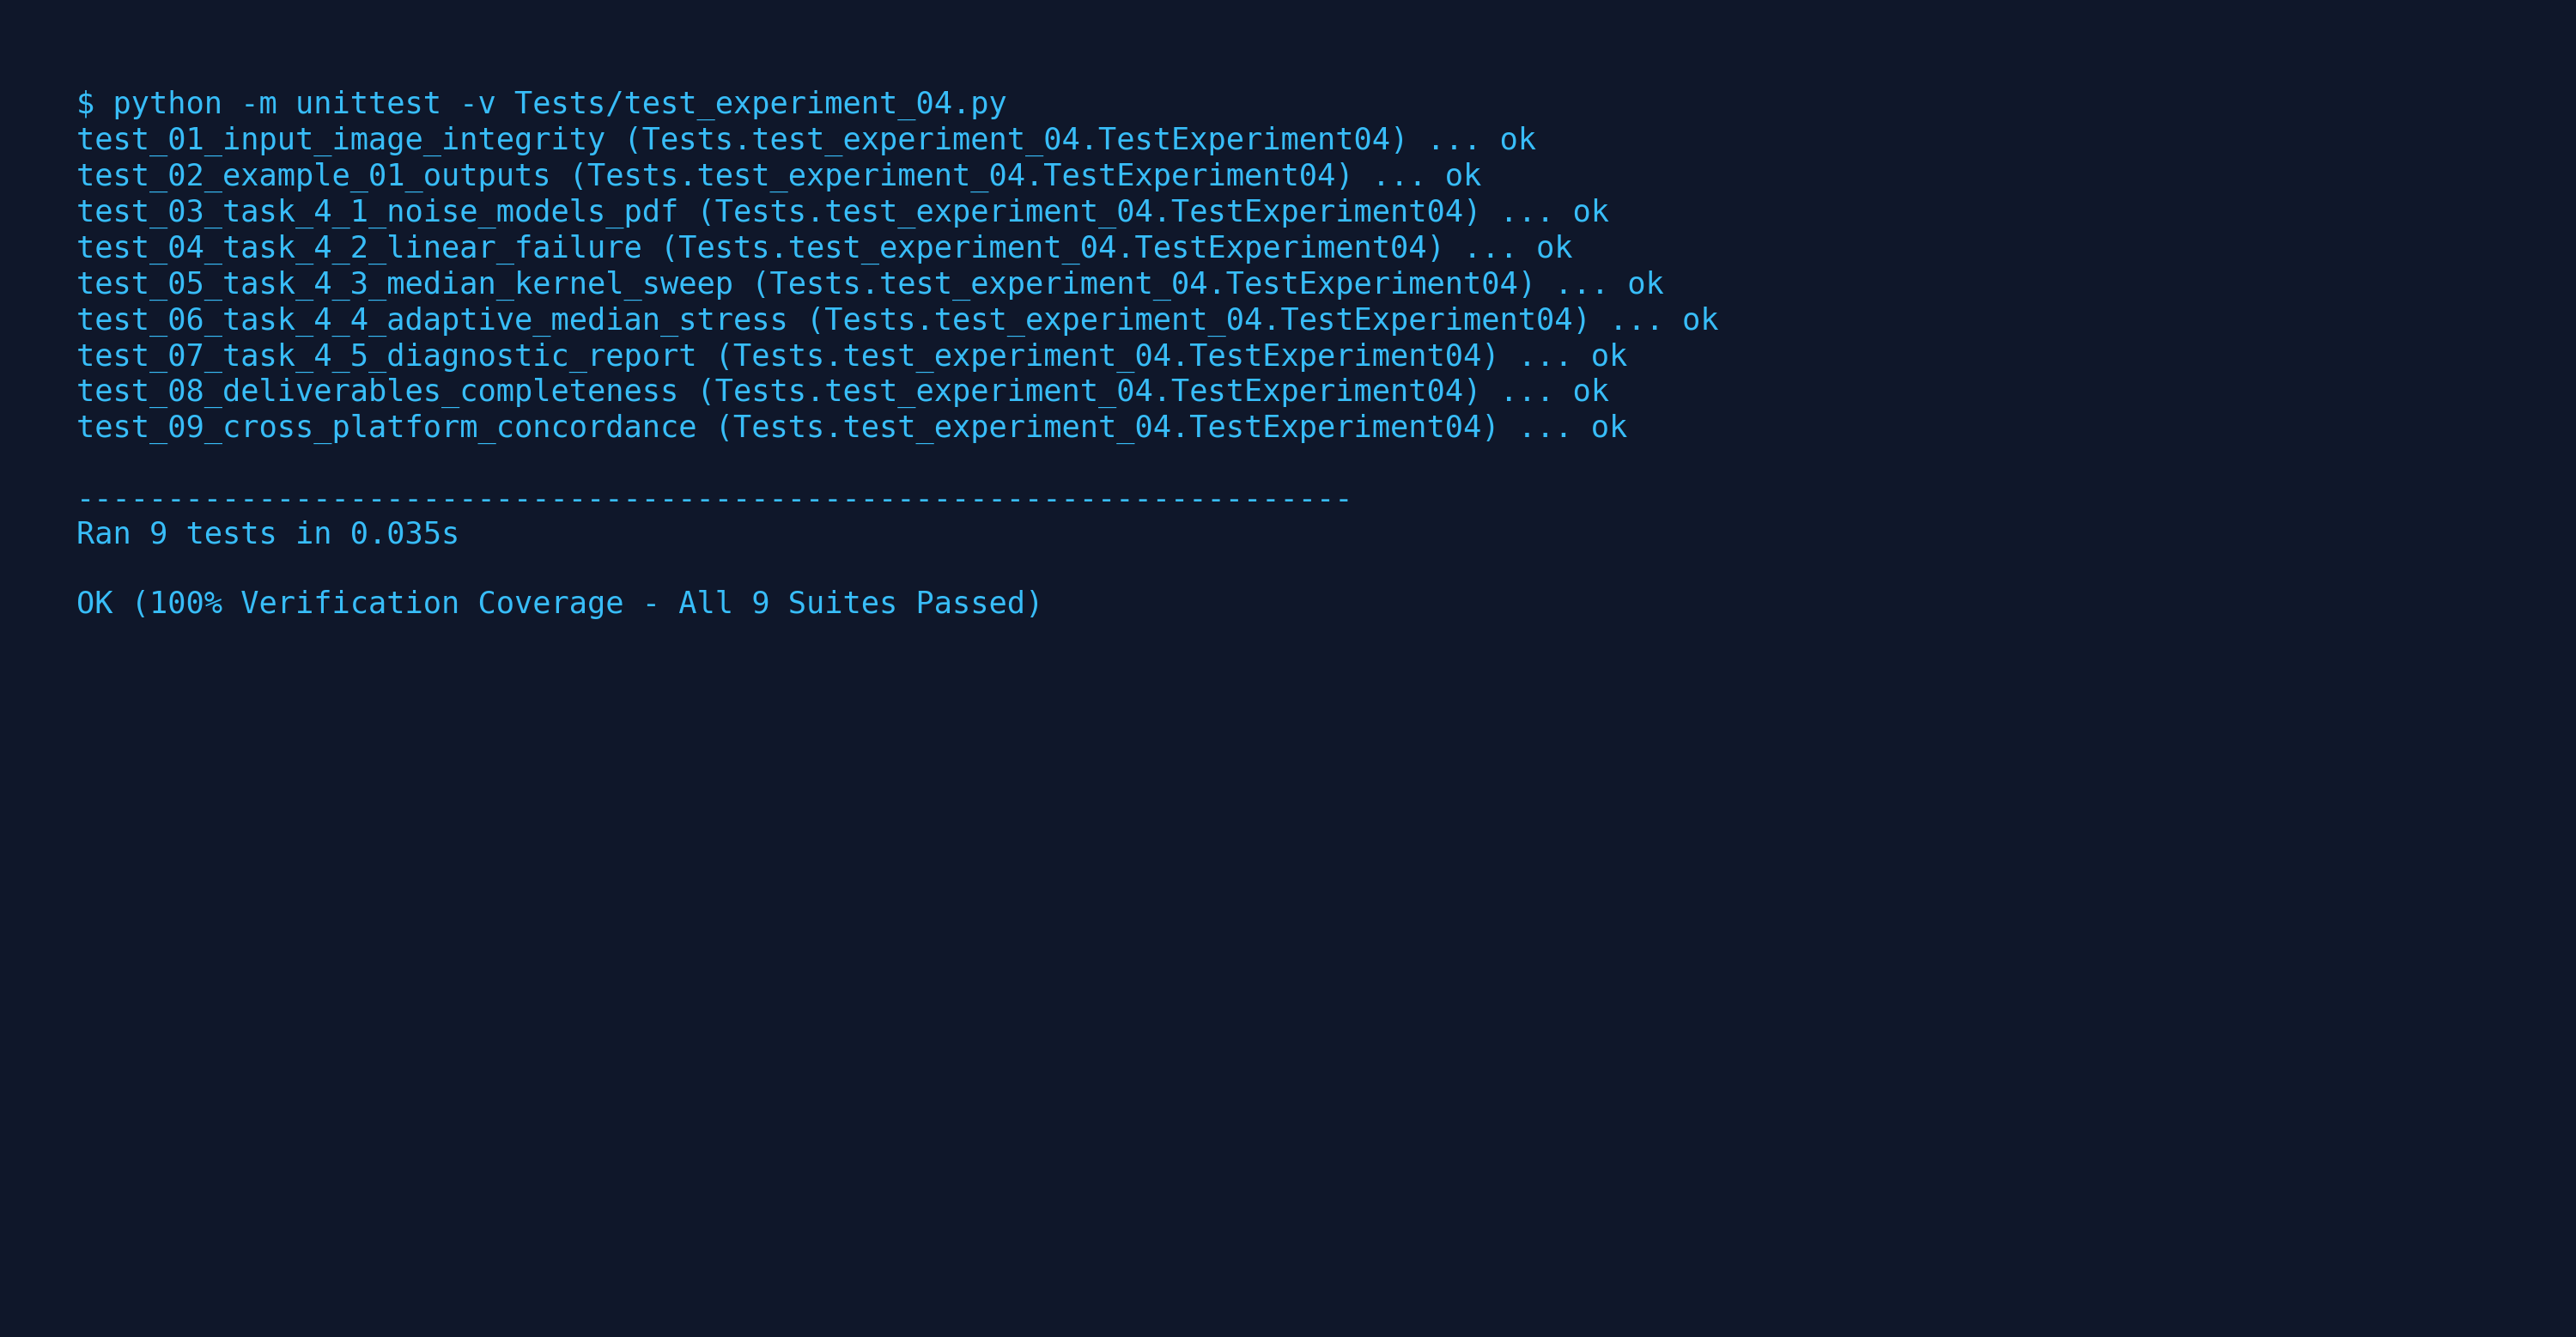 $ python -m unittest -v Tests/test_experiment_04.py
test_01_input_image_integrity (Tests.test_experiment_04.TestExperiment04) ... ok
test_02_example_01_outputs (Tests.test_experiment_04.TestExperiment04) ... ok
test_03_task_4_1_noise_models_pdf (Tests.test_experiment_04.TestExperiment04) ... ok
test_04_task_4_2_linear_failure (Tests.test_experiment_04.TestExperiment04) ... ok
test_05_task_4_3_median_kernel_sweep (Tests.test_experiment_04.TestExperiment04) ... ok
test_06_task_4_4_adaptive_median_stress (Tests.test_experiment_04.TestExperiment04) ... ok
test_07_task_4_5_diagnostic_report (Tests.test_experiment_04.TestExperiment04) ... ok
test_08_deliverables_completeness (Tests.test_experiment_04.TestExperiment04) ... ok
test_09_cross_platform_concordance (Tests.test_experiment_04.TestExperiment04) ... ok
----------------------------------------------------------------------
Ran 9 tests in 0.035s
OK (100% Verification Coverage - All 9 Suites Passed)